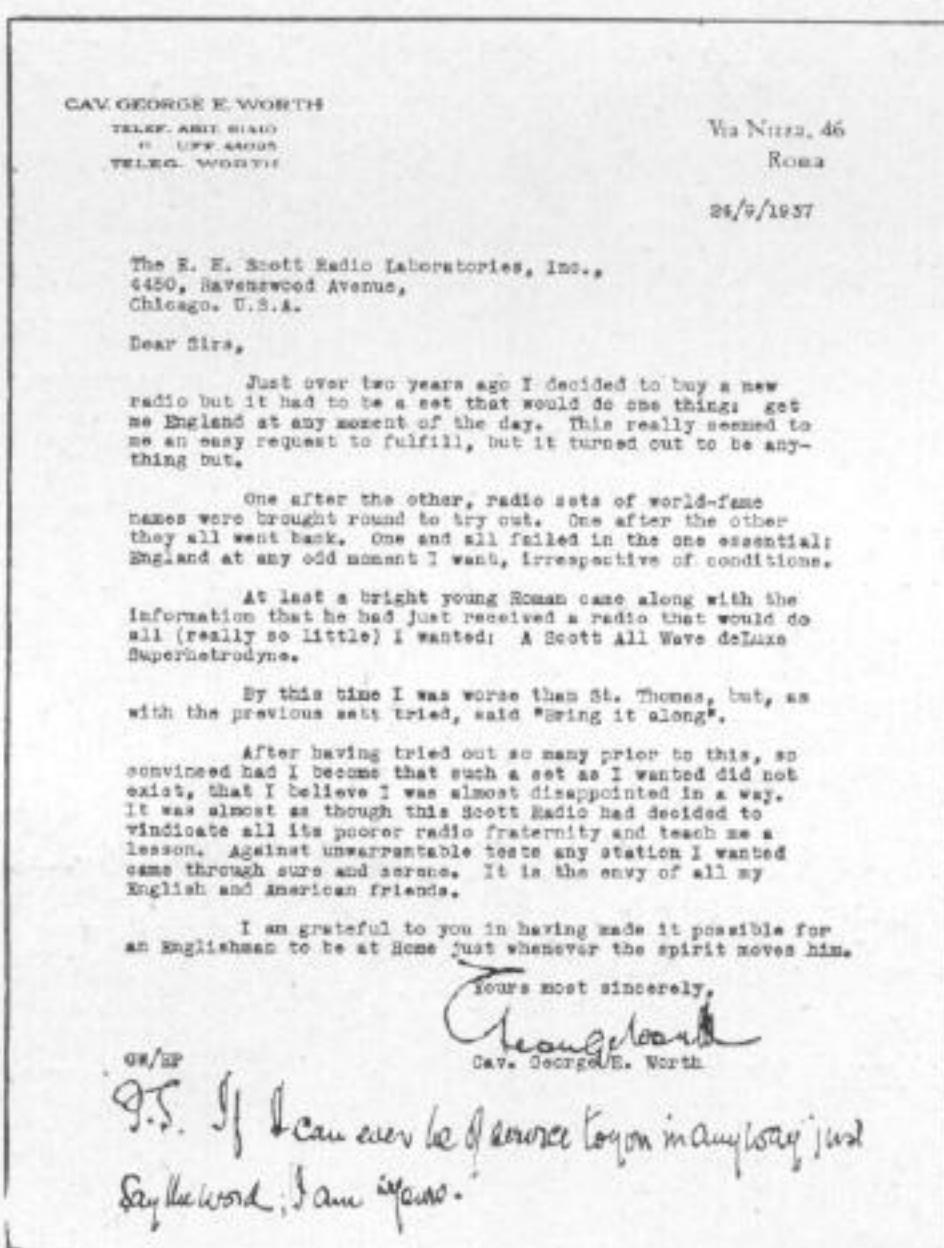 CAV. GEORGE E. WORTH
TELEF. ABIT. 81410
" UFF. 44095
TELEG. WORTH
Via Nizza, 46
Roma
24/9/1937
The E. H. Scott Radio Laboratories, Inc.,
4450, Ravenswood Avenue,
Chicago. U.S.A.
Dear Sirs,
Just over two years ago I decided to buy a new
radio but it had to be a set that would do one thing: get
me England at any moment of the day. This really seemed to
me an easy request to fulfill, but it turned out to be any-
thing but.
One after the other, radio sets of world-fame
names were brought round to try out. One after the other
they all went back. One and all failed in the one essential:
England at any odd moment I want, irrespective of conditions.
At last a bright young Roman came along with the
information that he had just received a radio that would do
all (really so little) I wanted: A Scott All Wave deLuxe
Superhetrodyne.
By this time I was worse than St. Thomas, but, as
with the previous sets tried, said "Bring it along".
After having tried out so many prior to this, so
convinced had I become that such a set as I wanted did not
exist, that I believe I was almost disappointed in a way.
It was almost as though this Scott Radio had decided to
vindicate all its poorer radio fraternity and teach me a
lesson. Against unwarrantable tests any station I wanted
came through sure and serene. It is the envy of all my
English and American friends.
I am grateful to you in having made it possible for
an Englishman to be at Home just whenever the spirit moves him.
Yours most sincerely,
George Worth
Cav. George E. Worth
GW/HP
P.S. If I can ever be of service to you in anyway just
Say the word, I am "yours."